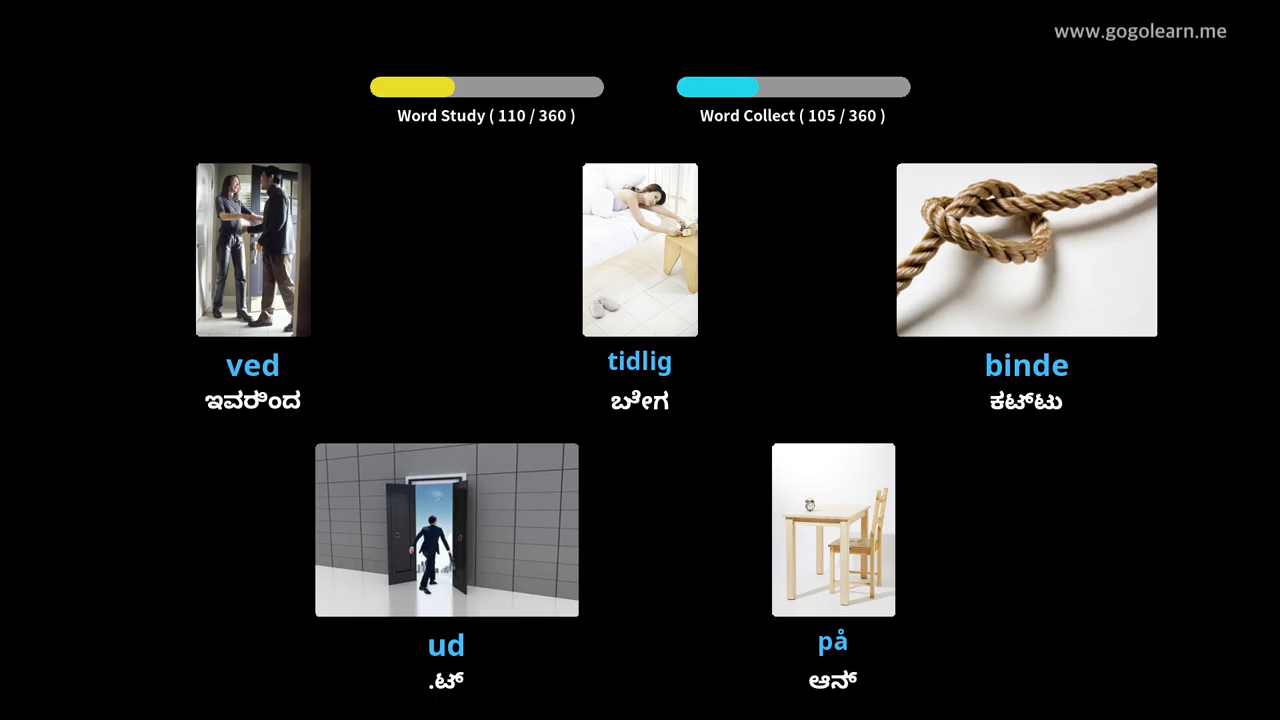 www.gogolearn.me
Word Study ( 110 / 360 )
Word Collect ( 105 / 360 )
ved
tidlig
binde
ಇವರಿಂದ
ಬೇಗ
ಕಟ್ಟು
ud
på
.ಟ್
ಆನ್